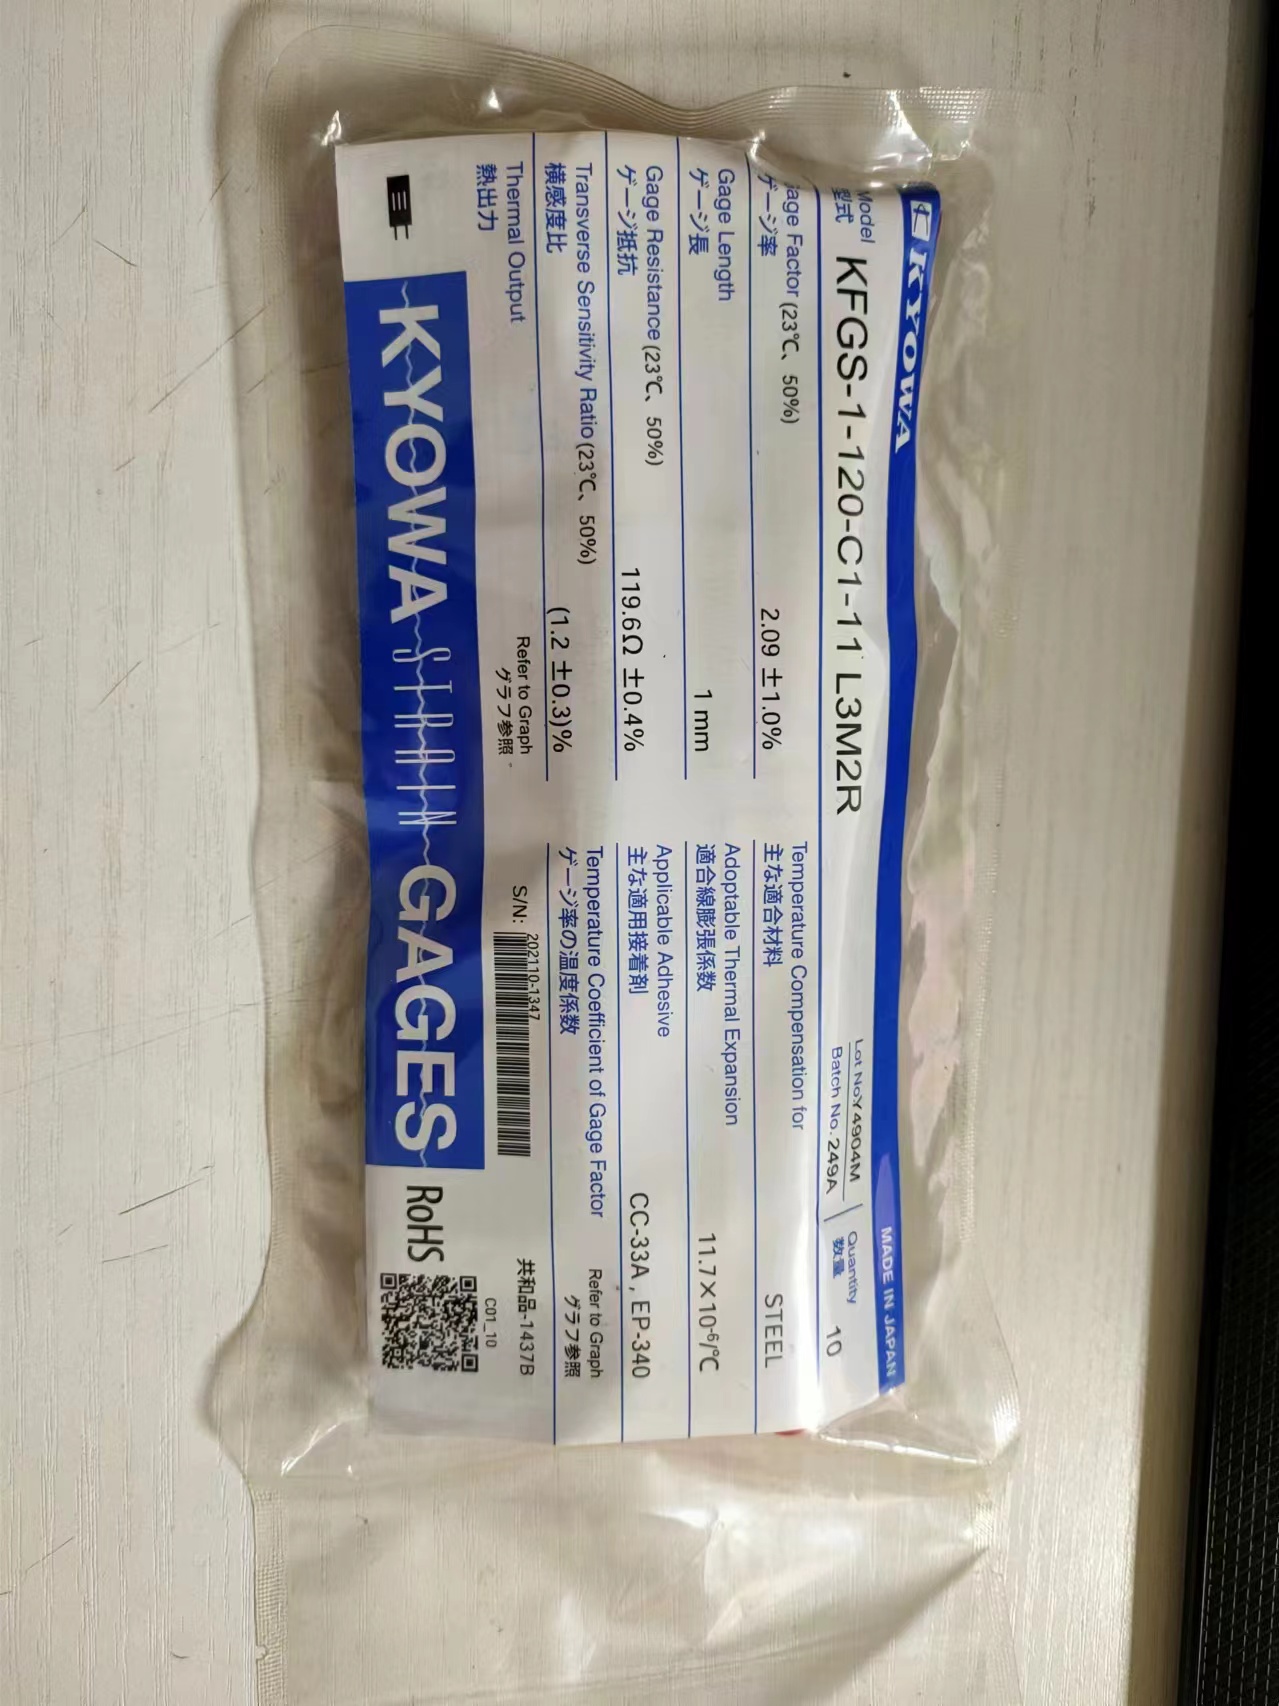 KYOWA
MADE IN JAPAN
Model
型式
KFGS-1-120-C1-11 L3M2R
Lot No.Y4904M
Batch No.249A
Quantity
数量
10
Gage Factor (23℃、50%)
ゲージ率
2.09 ±1.0%
Temperature Compensation for
主な適合材料
STEEL
Gage Length
ゲージ長
1 mm
Adoptable Thermal Expansion
適合線膨張係数
11.7×10⁻⁶/℃
Gage Resistance (23℃、50%)
ゲージ抵抗
119.6Ω ±0.4%
Applicable Adhesive
主な適用接着剤
CC-33A , EP-340
Transverse Sensitivity Ratio (23℃、50%)
横感度比
(1.2 ±0.3)%
Temperature Coefficient of Gage Factor
ゲージ率の温度係数
Refer to Graph
グラフ参照
Thermal Output
熱出力
Refer to Graph
グラフ参照
S/N:
202110-1347
共和品-1437B
C01_10
KYOWA STRAIN GAGES
RoHS